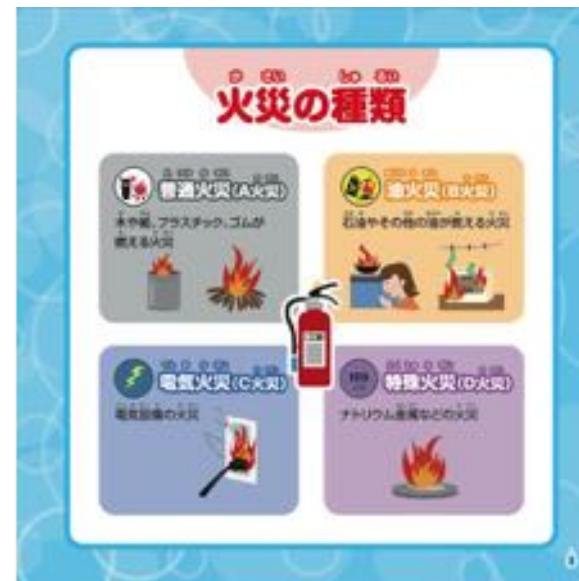 火災の種類
普通火災(A火災)
木や紙、プラスチック、ゴムが
燃える火災
油火災(B火災)
石油やその他の油が燃える火災
電気火災(C火災)
電気設備の火災
特殊火災(D火災)
ナトリウム金属などの火災